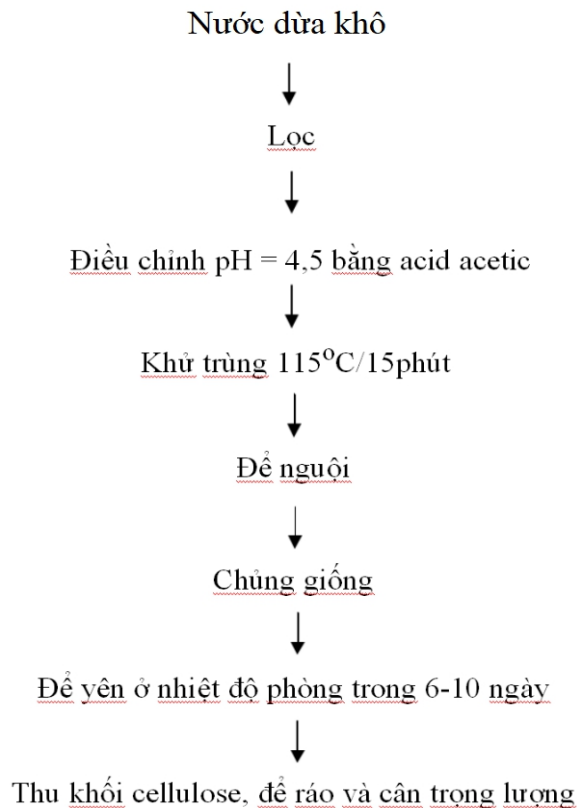 Nước dừa khô
Lọc
Điều chỉnh pH = 4,5 bằng acid acetic
Khử trùng 115⁰C/15phút
Để nguội
Chủng giống
Để yên ở nhiệt độ phòng trong 6-10 ngày
Thu khối cellulose, để ráo và cân trọng lượng